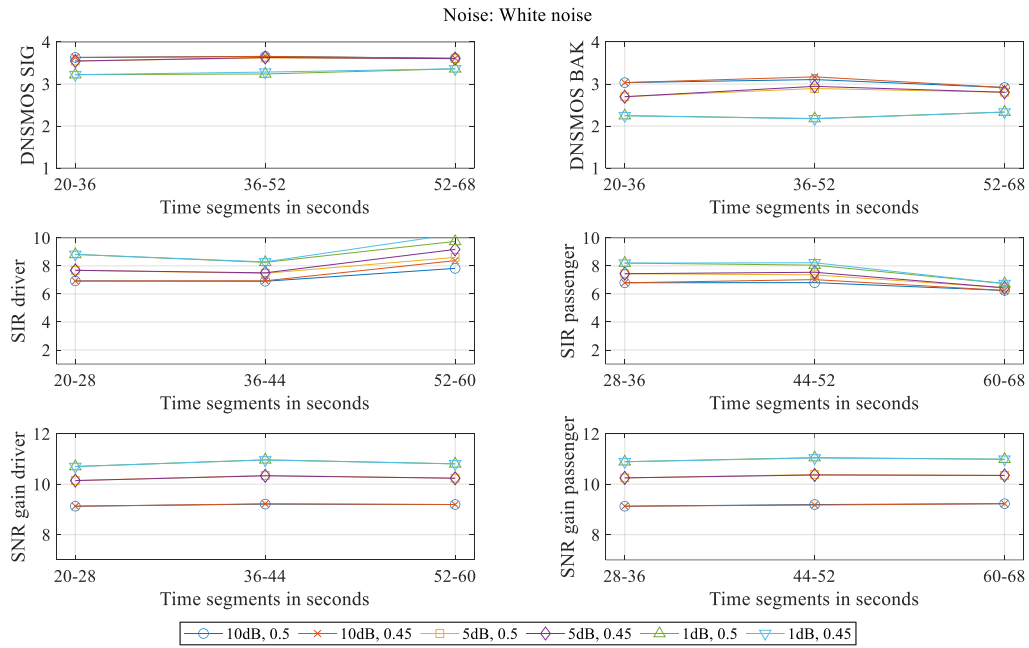 Noise: White noise
DNSMOS SIG
4
3
2
1
20-36 36-52 52-68
Time segments in seconds
DNSMOS BAK
4
3
2
1
20-36 36-52 52-68
Time segments in seconds
SIR driver
10
8
6
4
2
20-28 36-44 52-60
Time segments in seconds
SIR passenger
10
8
6
4
2
28-36 44-52 60-68
Time segments in seconds
SNR gain driver
12
10
8
20-28 36-44 52-60
Time segments in seconds
SNR gain passenger
12
10
8
28-36 44-52 60-68
Time segments in seconds
10dB, 0.5 10dB, 0.45 5dB, 0.5 5dB, 0.45 1dB, 0.5 1dB, 0.45